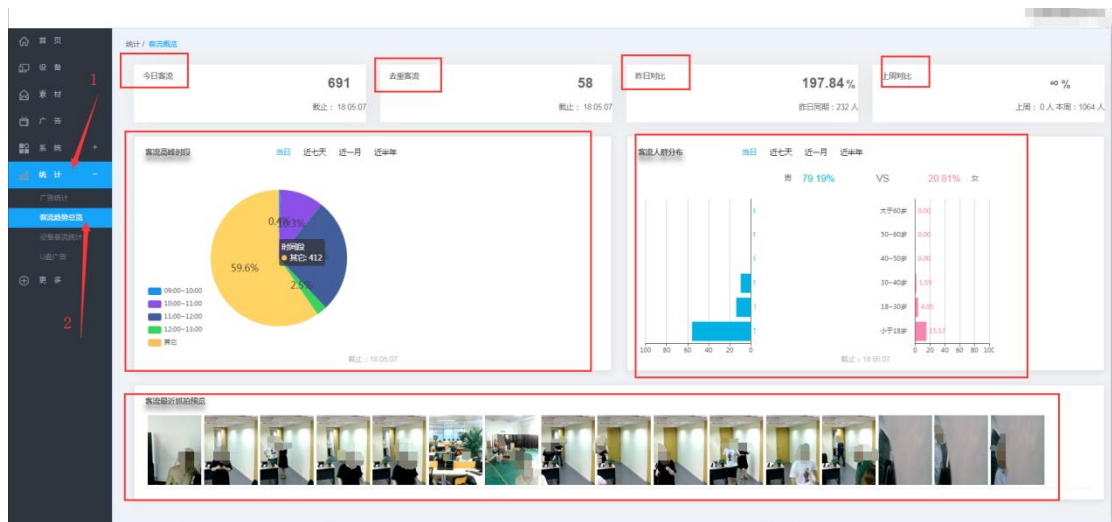 首 页
设 备
素 材
广 告
系 统 +
统 计 -
广告统计
客流趋势总览
设备客流统计
U盘广告
更 多
1
2
统计 / 客流概览
今日客流
691
截止: 18:05:07
去重客流
58
截止: 18:05:07
昨日对比
197.84 %
昨日同期: 232 人
上周对比
∞ %
上周: 0 人 本周: 1064 人
客流高峰时段
当日 近七天 近一月 近半年
0.4%
59.6%
2.5%
时间段
其它: 412
09:00~10:00
10:00~11:00
11:00~12:00
12:00~13:00
其它
截止: 18:05:07
客流人群分布
当日 近七天 近一月 近半年
男 79.19% VS 20.81% 女
大于60岁 0.00
50~60岁 0.00
40~50岁 0.00
30~40岁 1.59
18~30岁 4.05
小于18岁 15.17
100 80 60 40 20 0
0 20 40 60 80 100
截止: 18:05:07
客流最近抓拍预览